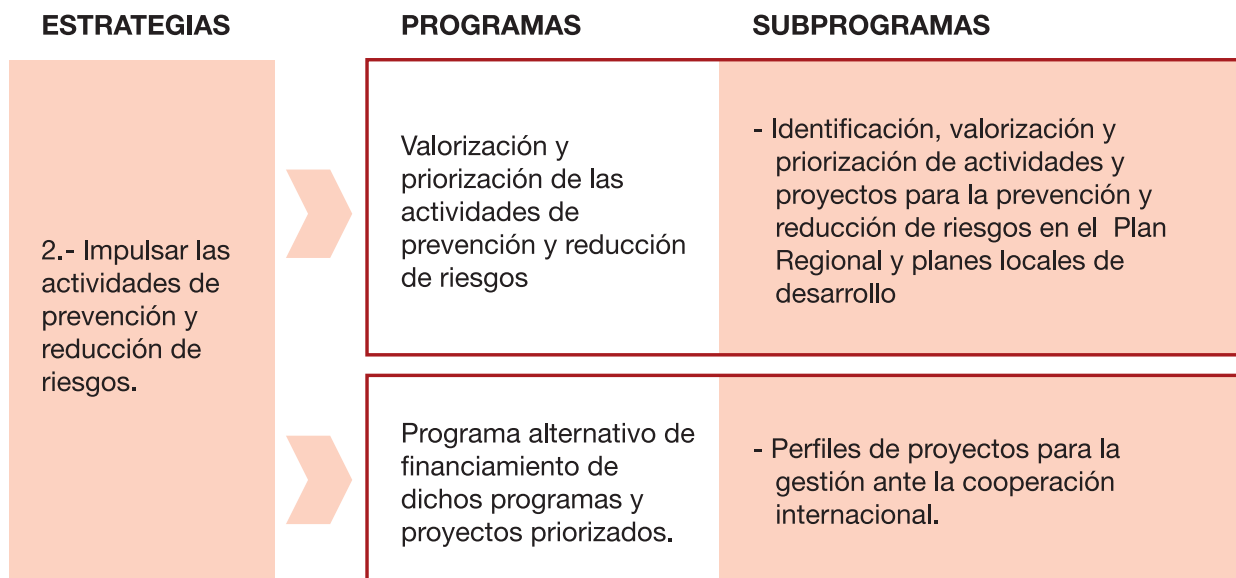 ESTRATEGIAS
PROGRAMAS
SUBPROGRAMAS
2.- Impulsar las
actividades de
prevención y
reducción de
riesgos.
Valorización y
priorización de las
actividades de
prevención y reducción
de riesgos
- Identificación, valorización y
priorización de actividades y
proyectos para la prevención y
reducción de riesgos en el Plan
Regional y planes locales de
desarrollo
Programa alternativo de
financiamiento de
dichos programas y
proyectos priorizados.
- Perfiles de proyectos para la
gestión ante la cooperación
internacional.